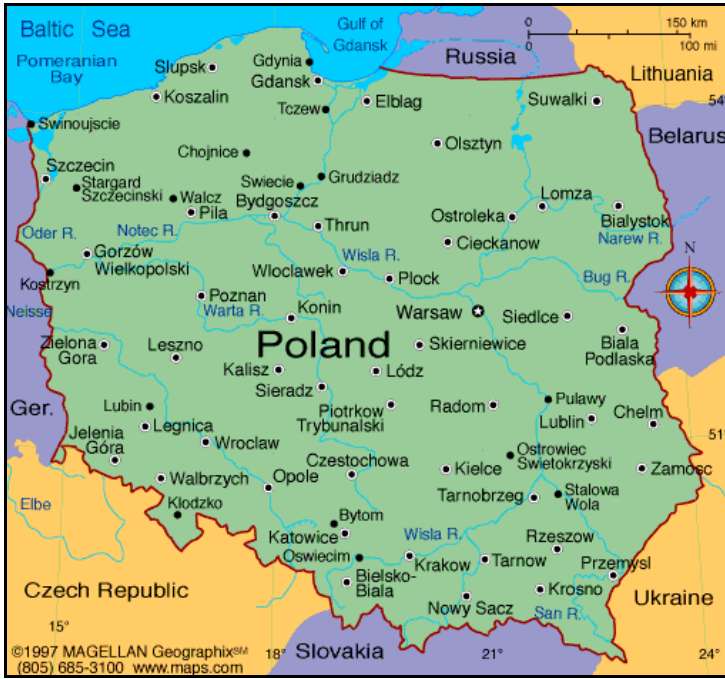 Baltic Sea
Gulf of
Gdansk
0
150 km
0
100 mi
Pomeranian
Bay
Russia
Lithuania
54°
Slupsk
Gdynia
Gdansk
Koszalin
Tczew
Elblag
Suwalki
Swinoujscie
Belarus
Chojnice
Olsztyn
Szczecin
Stargard
Szczecinski
Swiecie
Grudziadz
Walcz
Pila
Bydgoszcz
Lomza
Bialystok
Ostroleka
Thrun
Oder R.
Notec R.
Narew R.
Cieckanow
Gorzów
Wielkopolski
Wisla R.
N
Kostrzyn
Wloclawek
Plock
Bug R.
Poznan
Warta R.
Konin
Warsaw
Siedlce
Neisse
Poland
Zielona
Gora
Leszno
Skierniewice
Biala
Podlaska
Kalisz
Lódz
Sieradz
Ger.
Lubin
Piotrkow
Trybunalski
Radom
Pulawy
Lublin
Chelm
51°
Legnica
Jelenia
Góra
Wroclaw
Ostrowiec
Swietokrzyski
Czestochowa
Kielce
Zamosc
Walbrzych
Opole
Tarnobrzeg
Stalowa
Wola
Elbe
Klodzko
Bytom
Katowice
Wisla R.
Rzeszow
Oswiecim
Krakow
Tarnow
Przemysl
Czech Republic
Bielsko-
Biala
Nowy Sacz
Krosno
San R.
Ukraine
15°
Slovakia
18°
21°
24°
©1997 MAGELLAN Geographix℠
(805) 685-3100 www.maps.com